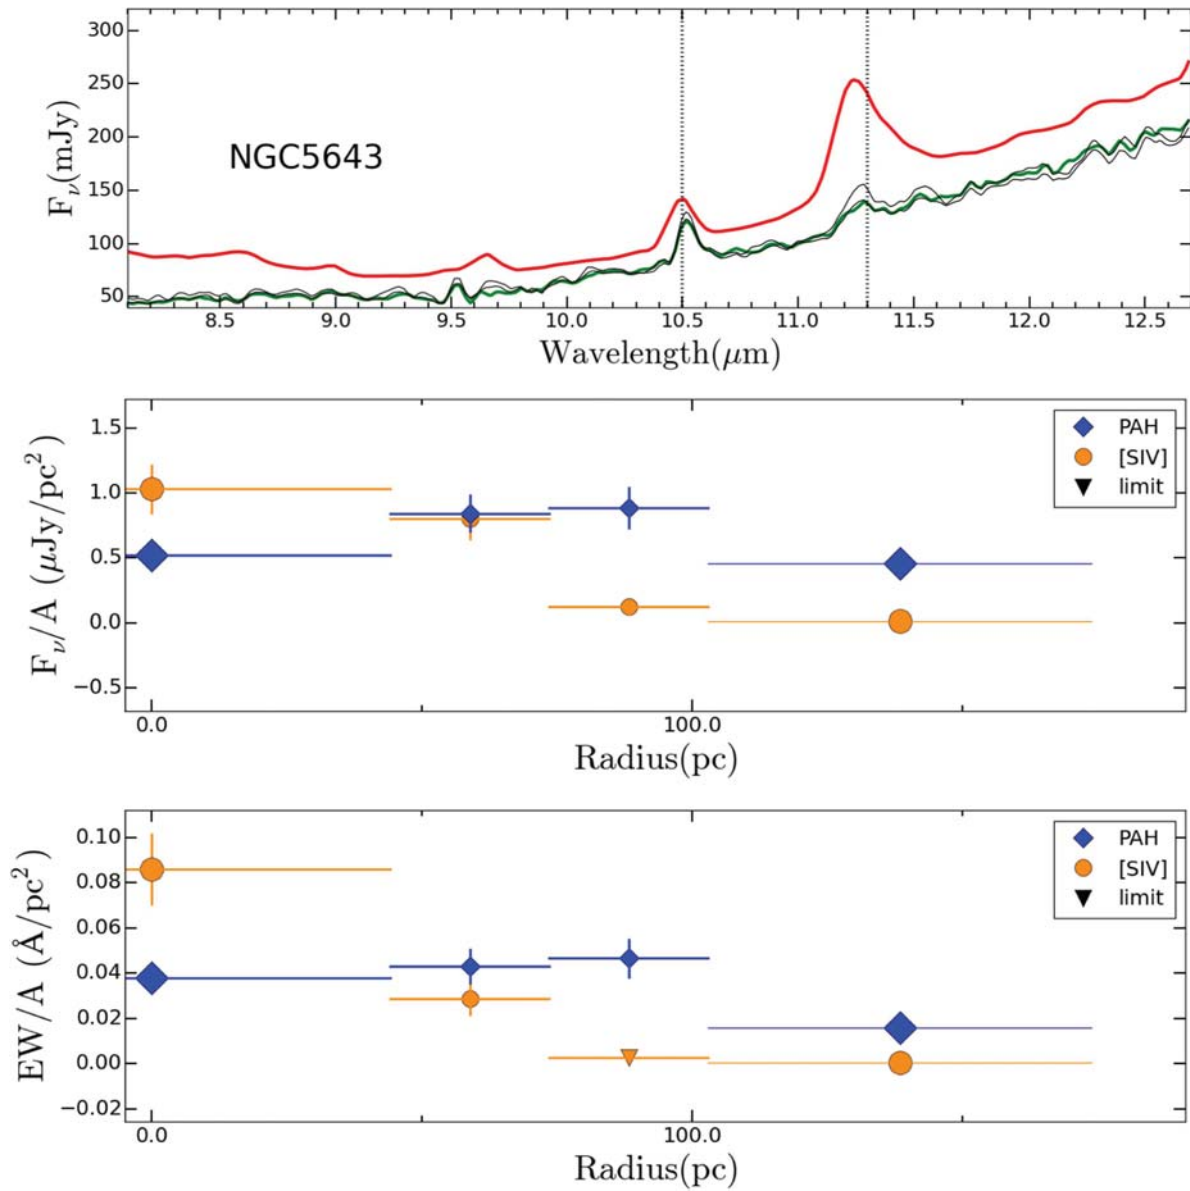 300
250
200
150
100
50
F_ν(mJy)
NGC5643
8.5 9.0 9.5 10.0 10.5 11.0 11.5 12.0 12.5
Wavelength(μm)
1.5
1.0
0.5
0.0
−0.5
F_ν/A (μJy/pc²)
PAH
[SIV]
limit
0.0 100.0
Radius(pc)
0.10
0.08
0.06
0.04
0.02
0.00
−0.02
EW/A (Å/pc²)
PAH
[SIV]
limit
0.0 100.0
Radius(pc)